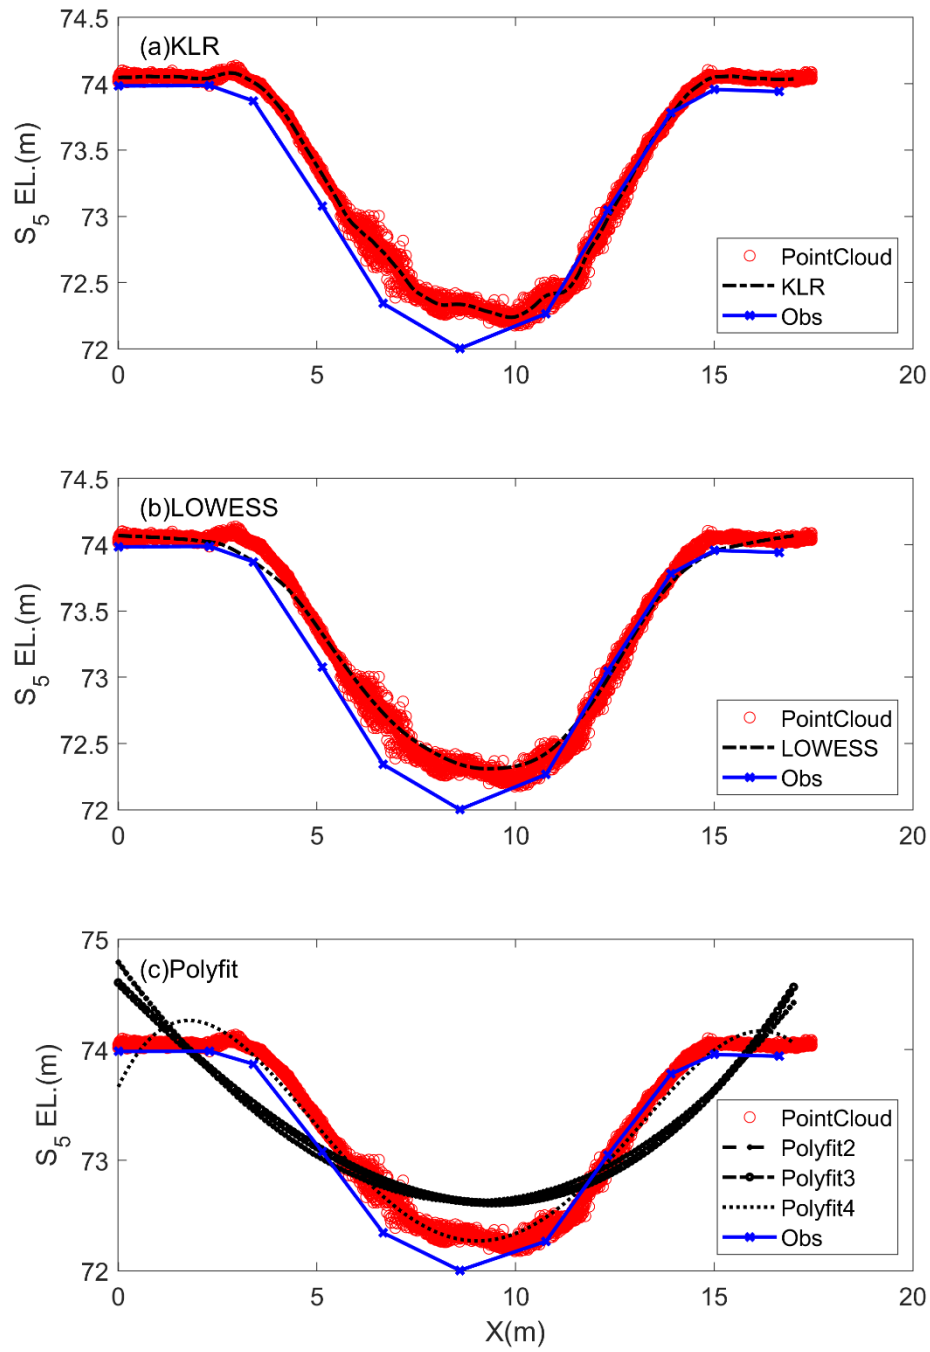 (a)KLR
74.5
74
73.5
73
72.5
72
S5 EL.(m)
0 5 10 15 20
PointCloud
KLR
Obs
(b)LOWESS
74.5
74
73.5
73
72.5
72
S5 EL.(m)
0 5 10 15 20
PointCloud
LOWESS
Obs
(c)Polyfit
75
74
73
72
S5 EL.(m)
0 5 10 15 20
X(m)
PointCloud
Polyfit2
Polyfit3
Polyfit4
Obs